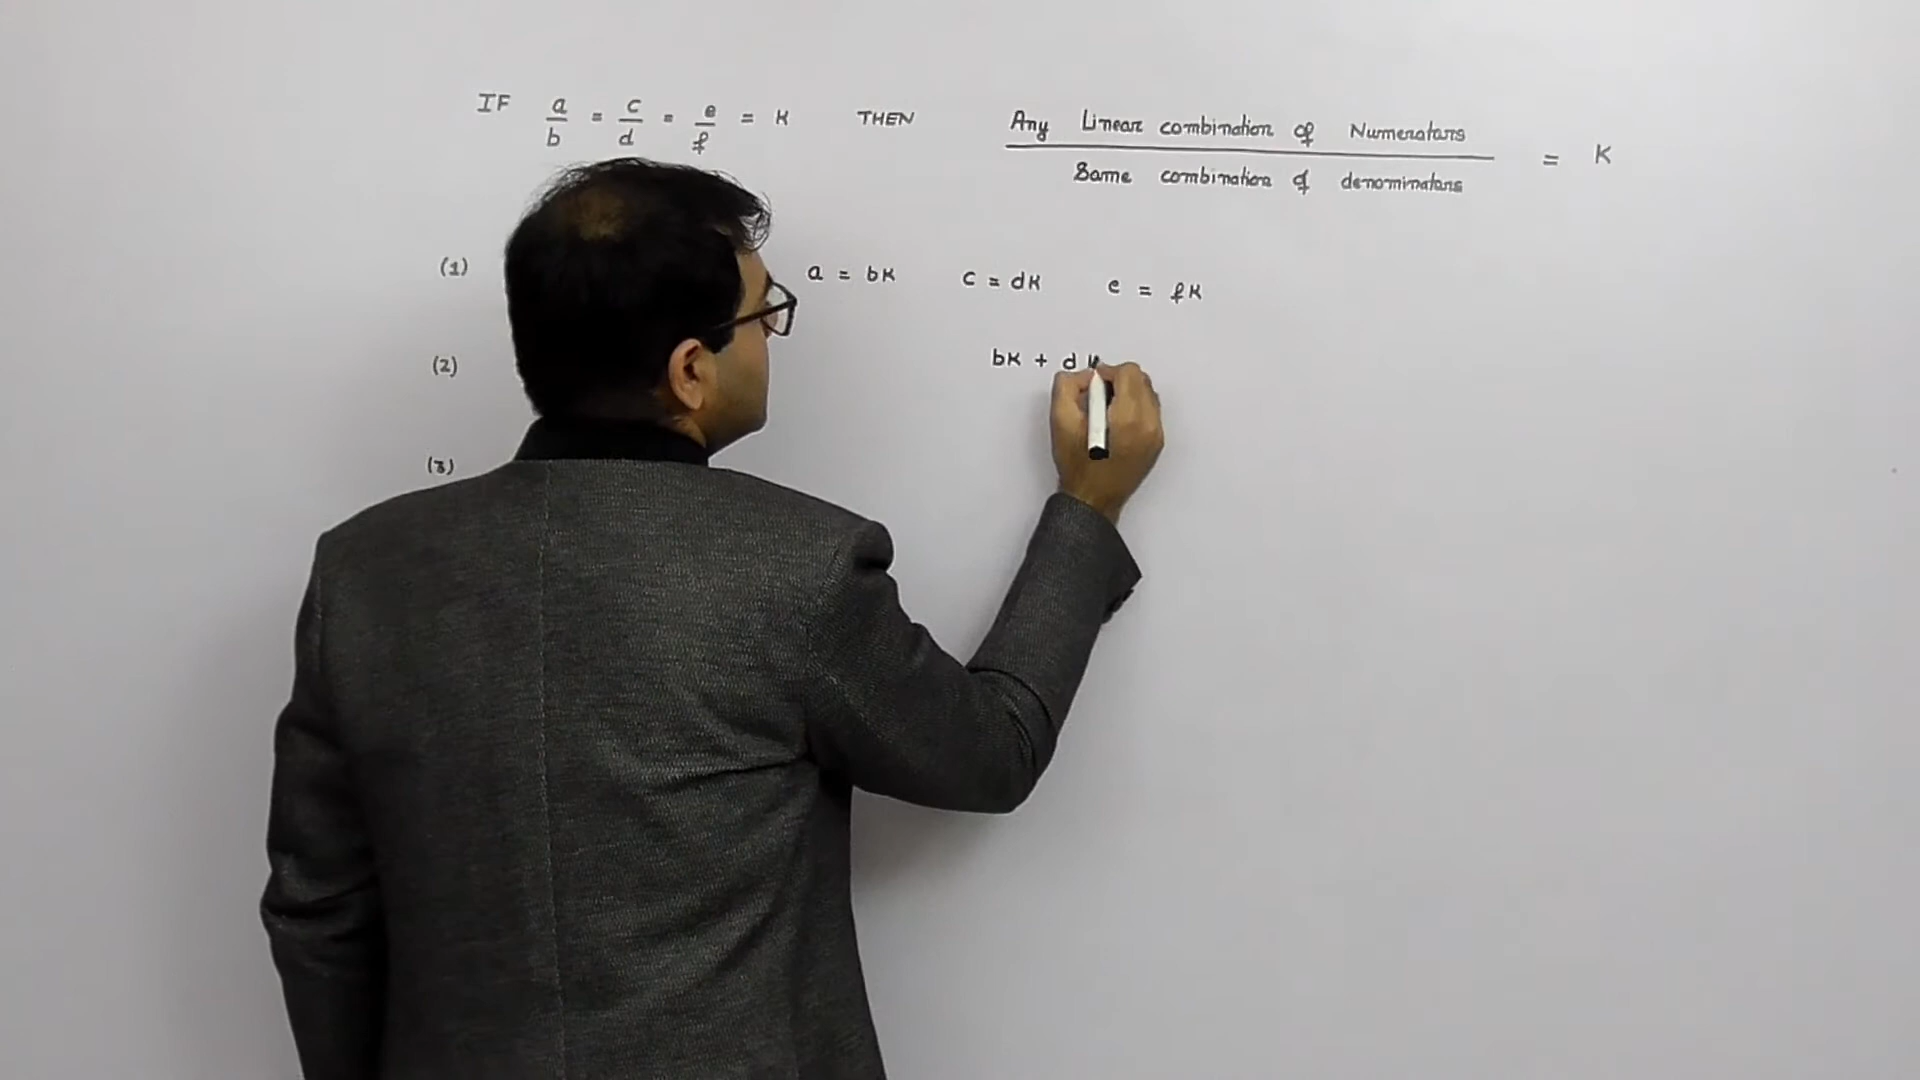 IF a/b = c/d = e/f = K THEN Any Linear combination of Numerators / Same combination of denominators = K
(1) a = bK c = dK e = fK
(2) bK + d K
(3)